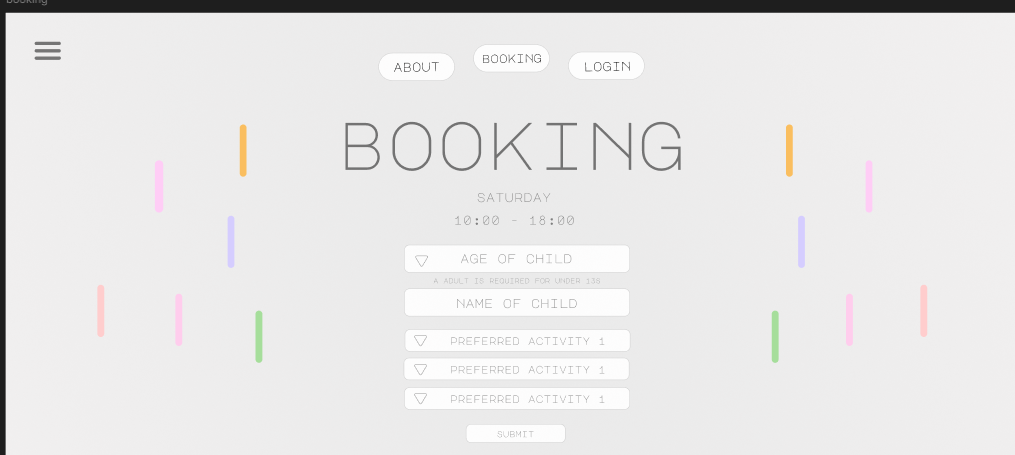 Booking
ABOUT
BOOKING
LOGIN
BOOKING
SATURDAY
10:00 - 18:00
AGE OF CHILD
A ADULT IS REQUIRED FOR UNDER 13S
NAME OF CHILD
PREFERRED ACTIVITY 1
PREFERRED ACTIVITY 1
PREFERRED ACTIVITY 1
SUBMIT